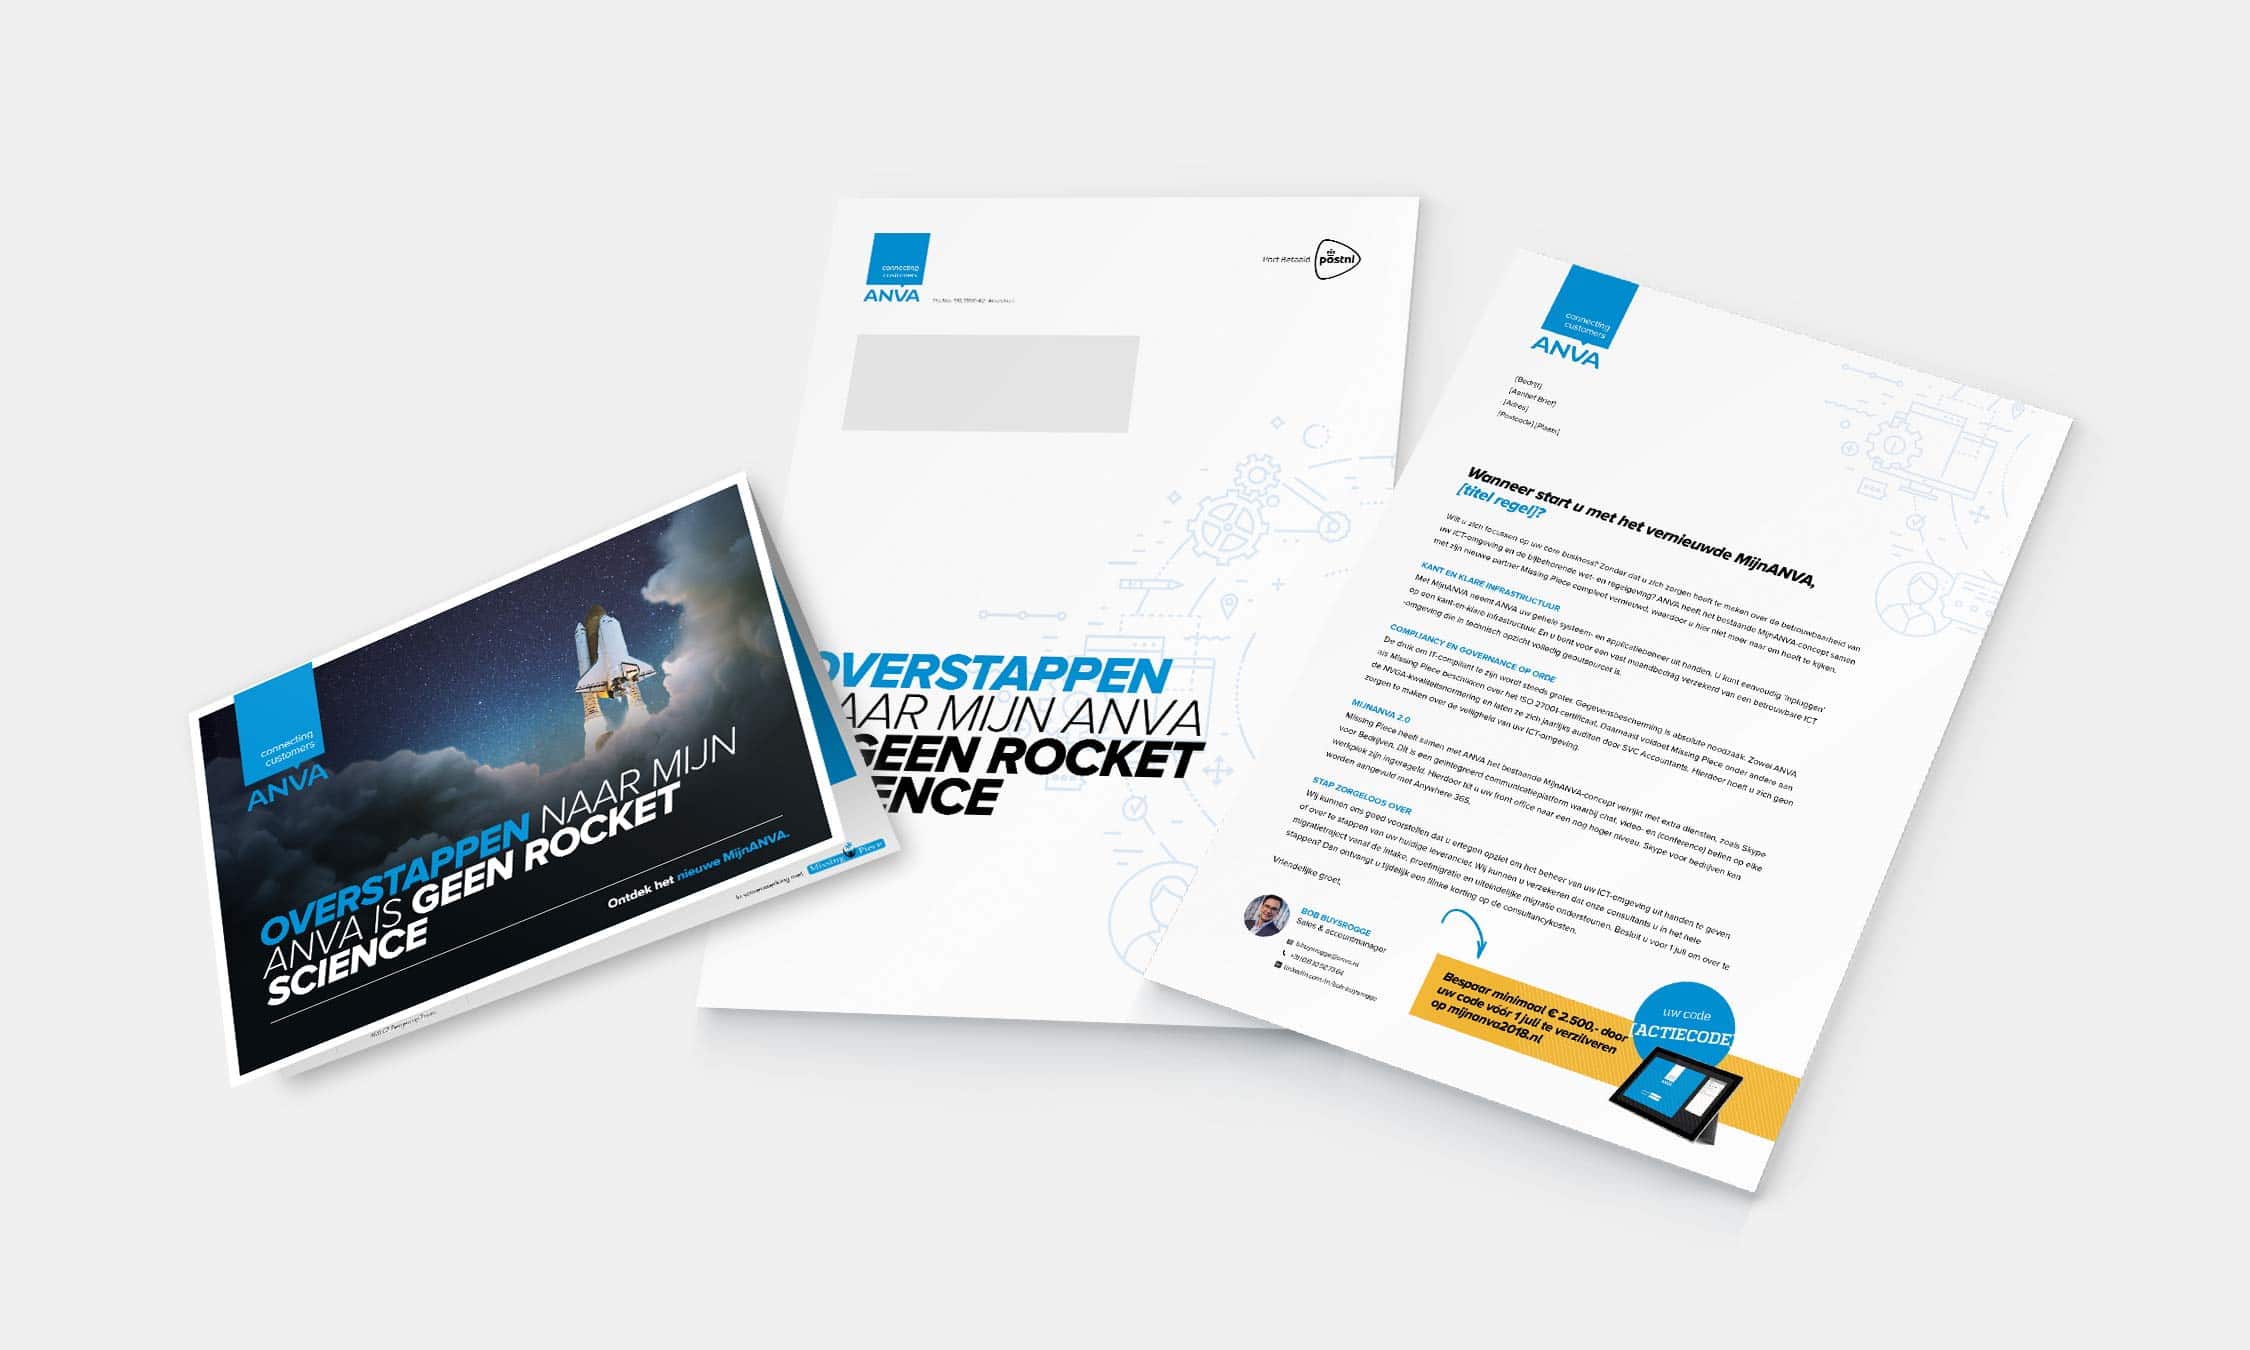 connecting
customers
ANVA
OVERSTAPPEN NAAR MIJN
ANVA IS GEEN ROCKET
SCIENCE
Ontdek het nieuwe MijnANVA.
In samenwerking met Missing Piece
connecting
customers
ANVA
Port Betaald
postnl
OVERSTAPPEN
NAAR MIJN ANVA
GEEN ROCKET
ENCE
connecting
customers
ANVA
[Bedrijf]
[Aanhef Brief]
[Adres]
[Postcode] [Plaats]
Wanneer start u met het vernieuwde MijnANVA,
[titel regel]?
Wilt u zich focussen op uw core business? Zonder dat u zich zorgen hoeft te maken over de betrouwbaarheid van
uw ICT-omgeving en de bijbehorende wet- en regelgeving? ANVA heeft het bestaande MijnANVA-concept samen
met zijn nieuwe partner Missing Piece compleet vernieuwd, waardoor u hier niet meer naar om hoeft te kijken.
KANT EN KLARE INFRASTRUCTUUR
Met MijnANVA neemt ANVA uw gehele systeem- en applicatiebeheer uit handen. U kunt eenvoudig 'inpluggen'
op een kant-en-klare infrastructuur. En u bent voor een vast maandbedrag verzekerd van een betrouwbare ICT
-omgeving die in technisch opzicht volledig geoutsourcet is.
COMPLIANCY EN GOVERNANCE OP ORDE
De druk om IT-compliant te zijn wordt steeds groter. Gegevensbescherming is absolute noodzaak. Zowel ANVA
als Missing Piece beschikken over het ISO 27001-certificaat. Daarnaast voldoet Missing Piece onder andere aan
de NVGA-kwaliteitsnormering en laten ze zich jaarlijks auditen door SVC Accountants. Hierdoor hoeft u zich geen
zorgen te maken over de veiligheid van uw ICT-omgeving.
MIJNANVA 2.0
Missing Piece heeft samen met ANVA het bestaande MijnANVA-concept verrijkt met extra diensten, zoals Skype
voor Bedrijven. Dit is een geïntegreerd communicatieplatform waarbij chat, video- en (conference) bellen op elke
werkplek zijn ingeregeld. Hierdoor tilt u uw front office naar een nog hoger niveau. Skype voor bedrijven kan
worden aangevuld met Anywhere 365.
STAP ZORGELOOS OVER
Wij kunnen ons goed voorstellen dat u ertegen opziet om het beheer van uw ICT-omgeving uit handen te geven
of over te stappen van uw huidige leverancier. Wij kunnen u verzekeren dat onze consultants u in het hele
migratietraject vanaf de intake, proefmigratie en uiteindelijke migratie ondersteunen. Besluit u voor 1 juli om over te
stappen? Dan ontvangt u tijdelijk een flinke korting op de consultancykosten.
Vriendelijke groet,
BOB BUYSROGGE
Sales & accountmanager
bbuysrogge@anva.nl
linkedin.com/in/bob-buysrogge
Bespaar minimaal € 2.500,- door
uw code vóór 1 juli te verzilveren
op mijnanva2018.nl
uw code
[ACTIECODE]